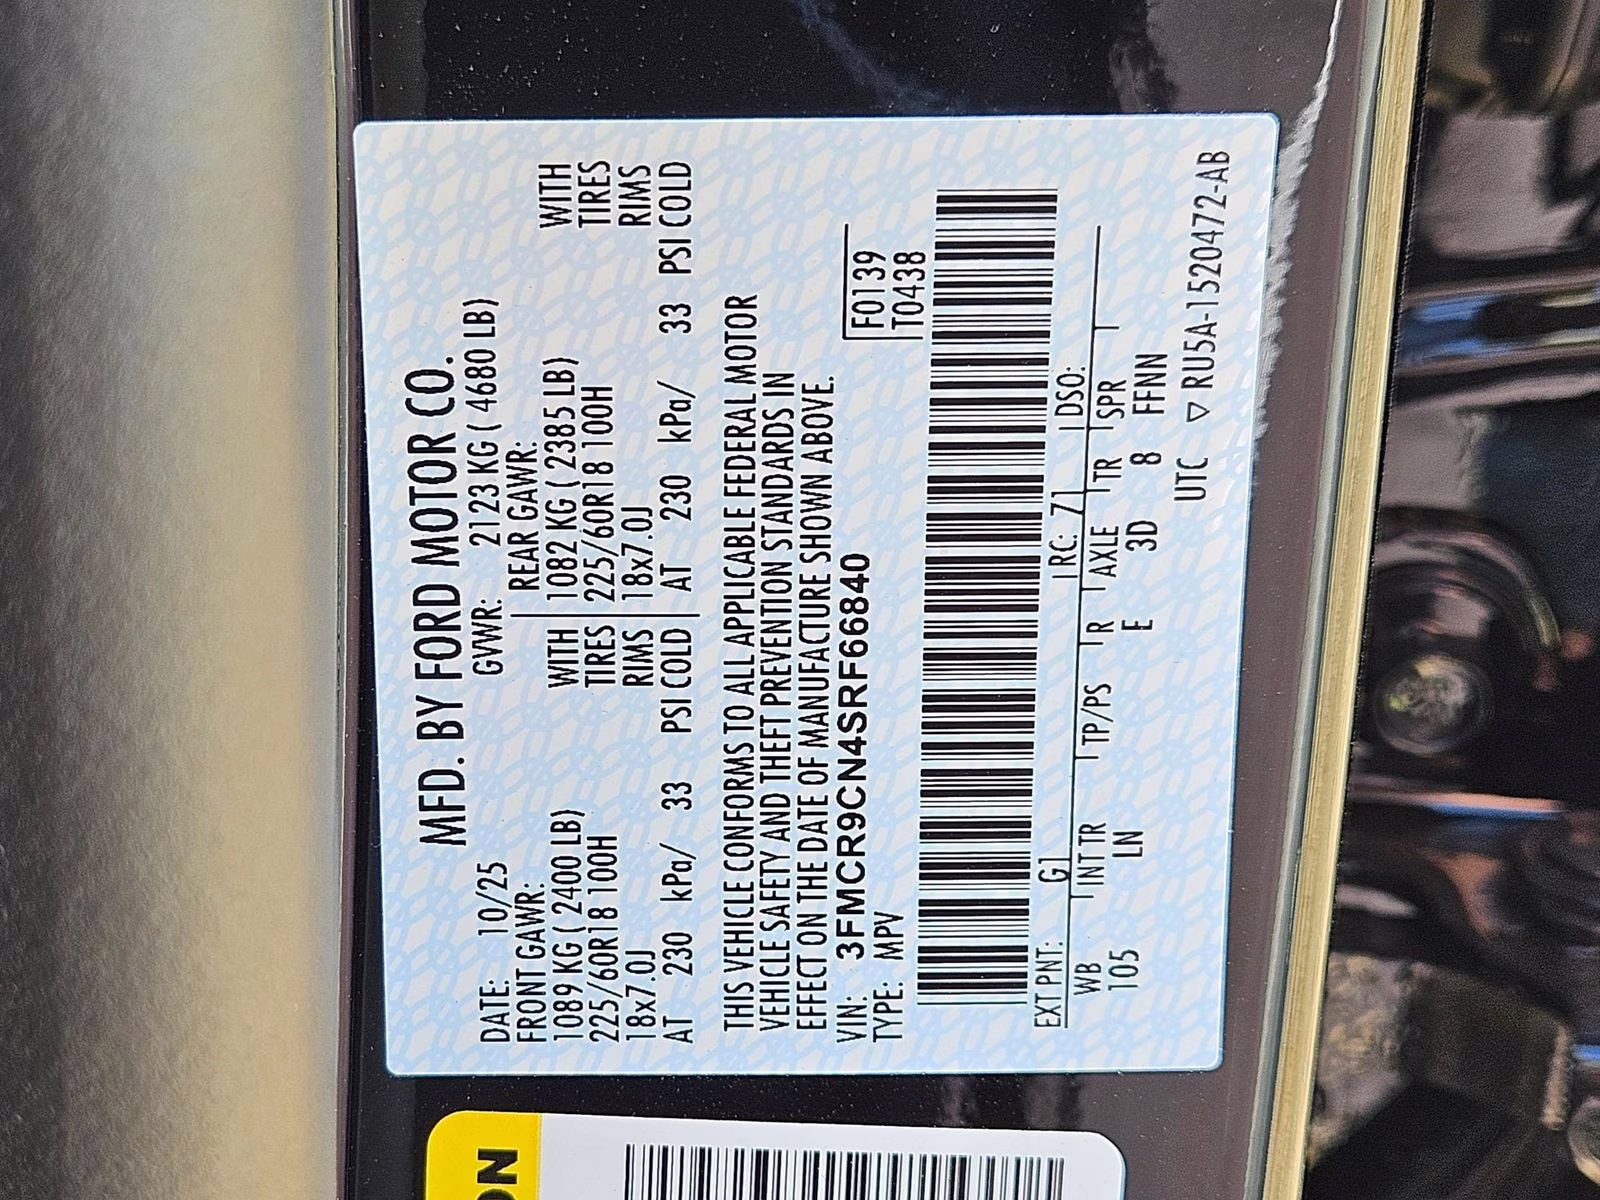 MFD. BY FORD MOTOR CO.
DATE: 10/25 GVWR: 2123 KG ( 4680 LB)
FRONT GAWR: REAR GAWR:
1089 KG ( 2400 LB) WITH 1082 KG ( 2385 LB) WITH
225/60R18 100H TIRES 225/60R18 100H TIRES
18x7.0J RIMS 18x7.0J RIMS
AT 230 kPa/ 33 PSI COLD AT 230 kPa/ 33 PSI COLD
THIS VEHICLE CONFORMS TO ALL APPLICABLE FEDERAL MOTOR
VEHICLE SAFETY AND THEFT PREVENTION STANDARDS IN
EFFECT ON THE DATE OF MANUFACTURE SHOWN ABOVE.
VIN: 3FMCR9CN4SRF66840 F0139
TYPE: MPV T0438
EXT PNT: G1 RC: 71 DSO:
WB INT TR TP/PS R AXLE TR SPR
105 LN E 3D 8 FFNN
UTC ▽ RU5A-1520472-AB
ON